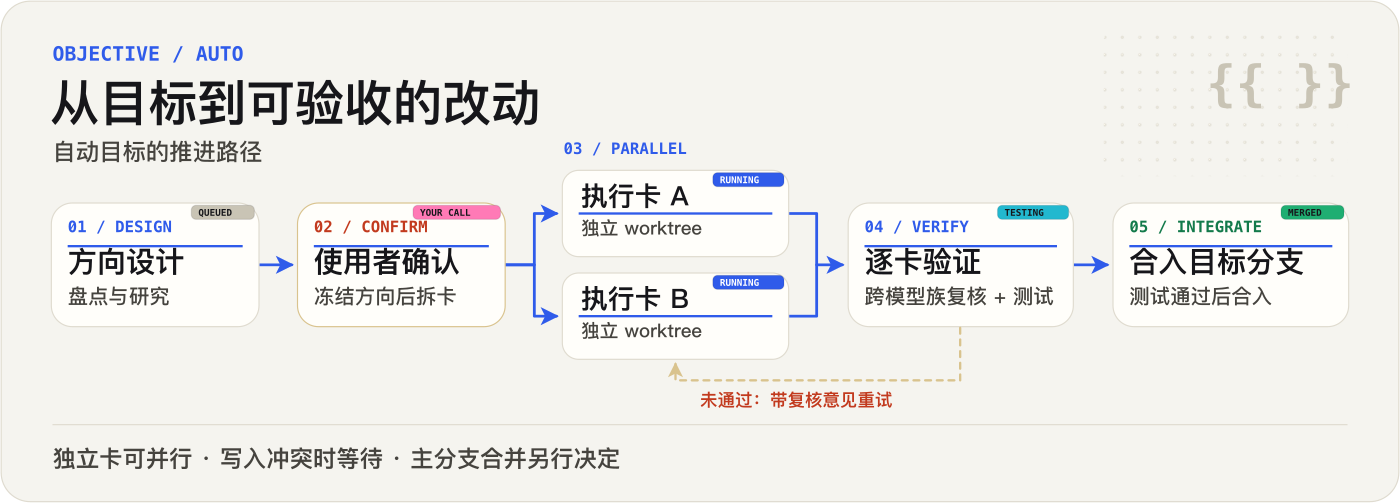 OBJECTIVE / AUTO
{{ }}
从目标到可验收的改动
自动目标的推进路径
QUEUED
01 / DESIGN
方向设计
盘点与研究
YOUR CALL
02 / CONFIRM
使用者确认
冻结方向后拆卡
03 / PARALLEL
RUNNING
执行卡 A
独立 worktree
RUNNING
执行卡 B
独立 worktree
TESTING
04 / VERIFY
逐卡验证
跨模型族复核 + 测试
MERGED
05 / INTEGRATE
合入目标分支
测试通过后合入
未通过：带复核意见重试
独立卡可并行 · 写入冲突时等待 · 主分支合并另行决定